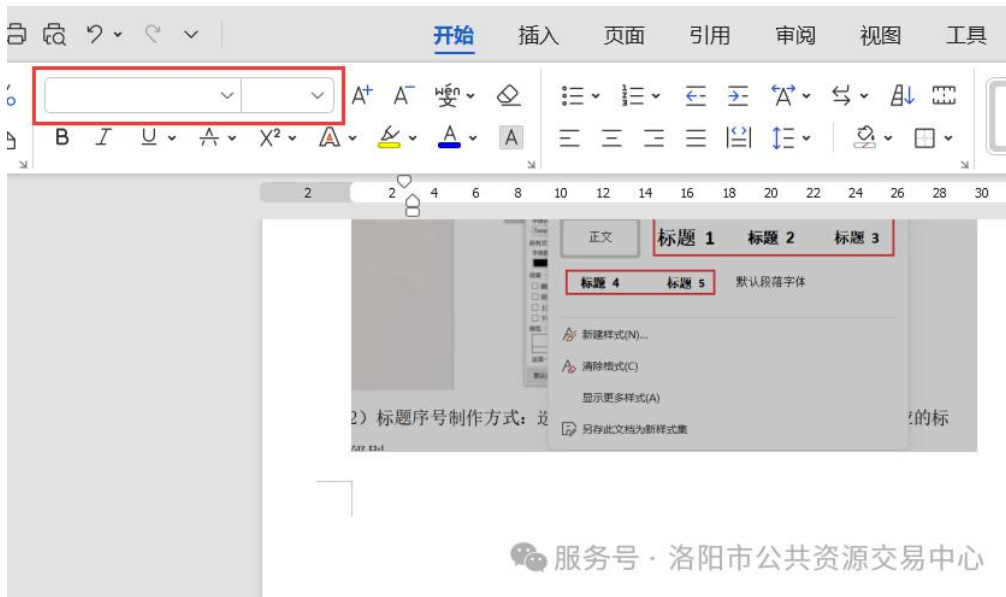 开始 插入 页面 引用 审阅 视图 工具
A+ A- wén 变
B I U A X² A A A
2 2 4 6 8 10 12 14 16 18 20 22 24 26 28 30
正文 标题 1 标题 2 标题 3
标题 4 标题 5 默认段落字体
新建样式(N)...
清除格式(C)
显示更多样式(A)
2）标题序号制作方式：
的标
另存此文档为新样式集
服务号 · 洛阳市公共资源交易中心